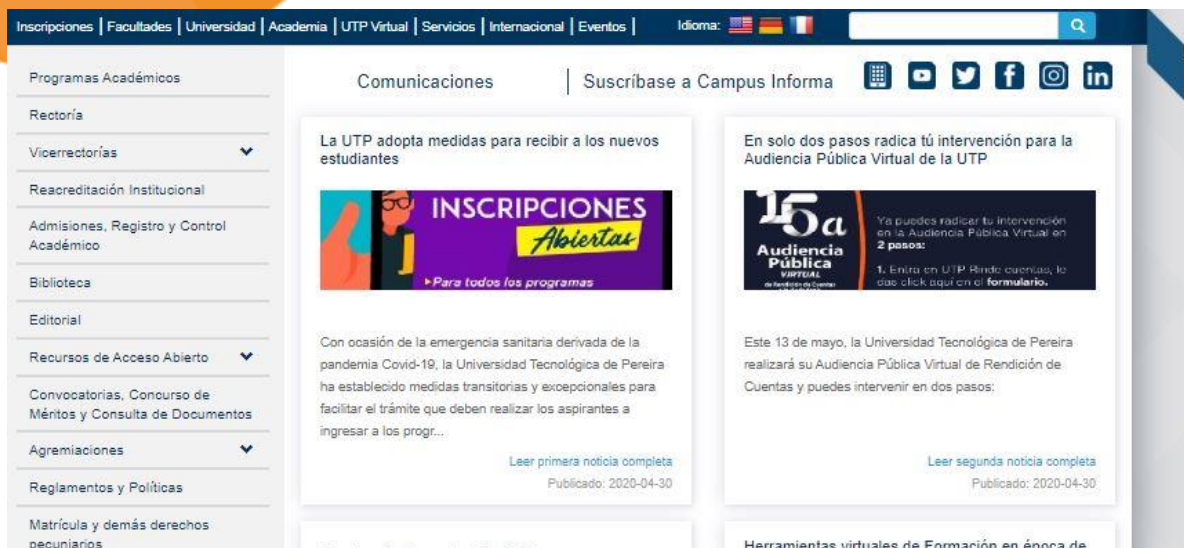 Inscripciones | Facultades | Universidad | Academia | UTP Virtual | Servicios | Internacional | Eventos | Idioma:
Programas Académicos
Rectoría
Vicerrectorías
Reacreditación Institucional
Admisiones, Registro y Control
Académico
Biblioteca
Editorial
Recursos de Acceso Abierto
Convocatorias, Concurso de
Méritos y Consulta de Documentos
Agremiaciones
Reglamentos y Políticas
Matrícula y demás derechos
pecuniarios
Comunicaciones | Suscríbase a Campus Informa
La UTP adopta medidas para recibir a los nuevos
estudiantes
INSCRIPCIONES
Abiertas
▸Para todos los programas
Con ocasión de la emergencia sanitaria derivada de la
pandemia Covid-19, la Universidad Tecnológica de Pereira
ha establecido medidas transitorias y excepcionales para
facilitar el trámite que deben realizar los aspirantes a
ingresar a los progr...
Leer primera noticia completa
Publicado: 2020-04-30
En solo dos pasos radica tú intervención para la
Audiencia Pública Virtual de la UTP
15a
Audiencia
Pública
VIRTUAL
de Rendición de Cuentas
Ya puedes radicar tu intervención
en la Audiencia Pública Virtual en
2 pasos:
1. Entra en UTP Rinde cuentas, le
das click aquí en el formulario.
Este 13 de mayo, la Universidad Tecnológica de Pereira
realizará su Audiencia Pública Virtual de Rendición de
Cuentas y puedes intervenir en dos pasos:
Leer segunda noticia completa
Publicado: 2020-04-30
Herramientas virtuales de Formación en época de